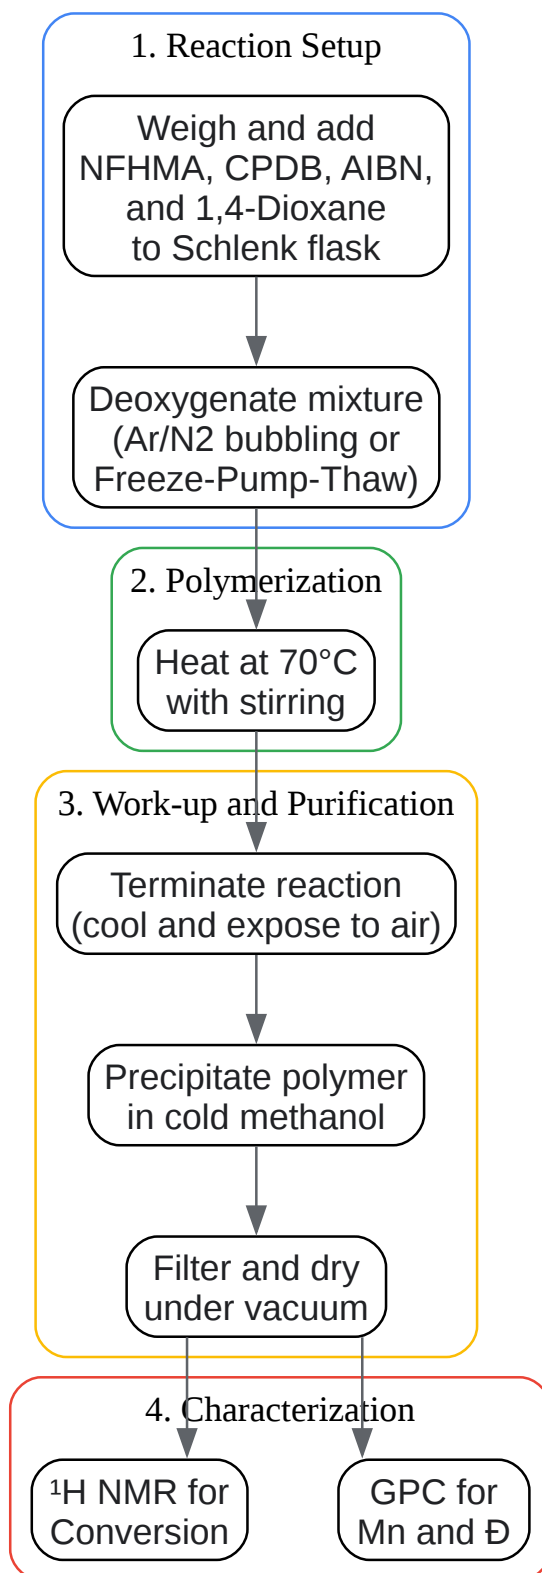 1. Reaction Setup
Weigh and add
NFHMA, CPDB, AIBN,
and 1,4-Dioxane
to Schlenk flask
Deoxygenate mixture
(Ar/N2 bubbling or
Freeze-Pump-Thaw)
2. Polymerization
Heat at 70°C
with stirring
3. Work-up and Purification
Terminate reaction
(cool and expose to air)
Precipitate polymer
in cold methanol
Filter and dry
under vacuum
4. Characterization
¹H NMR for
Conversion
GPC for
Mn and Đ